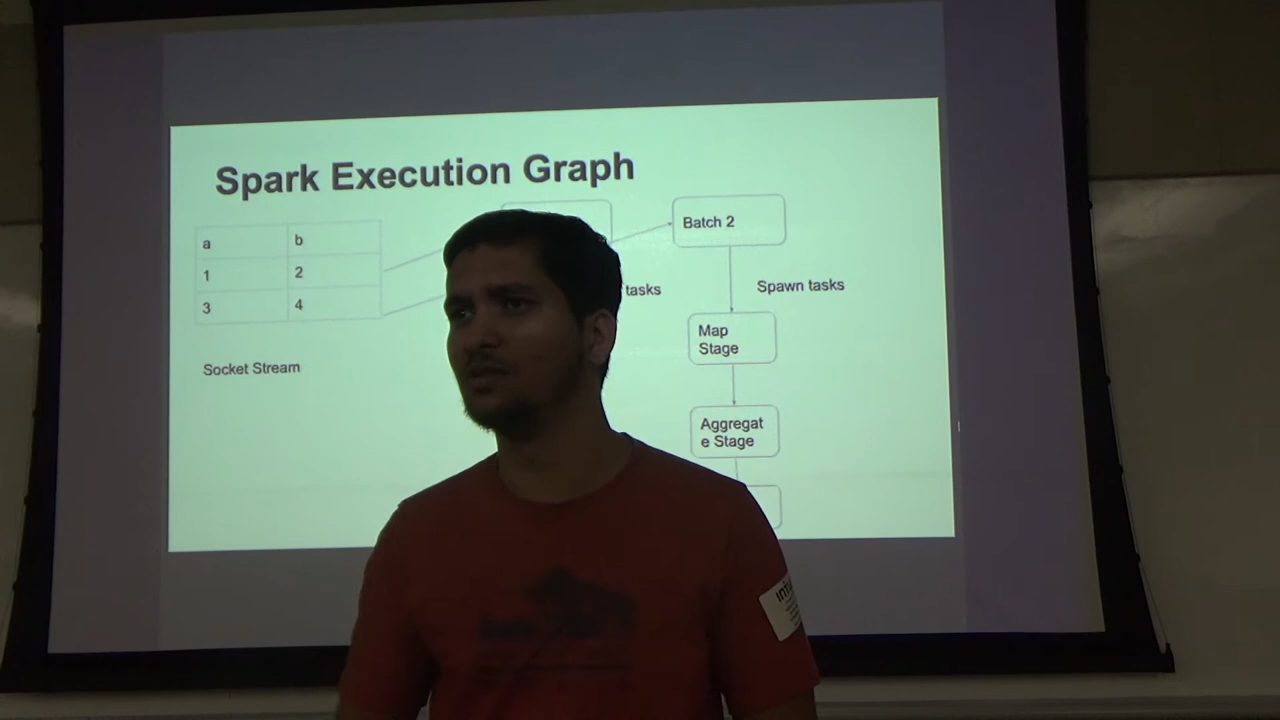 Spark Execution Graph
a b
1 2
3 4
Socket Stream
tasks
Batch 2
Spawn tasks
Map
Stage
Aggregat
e Stage